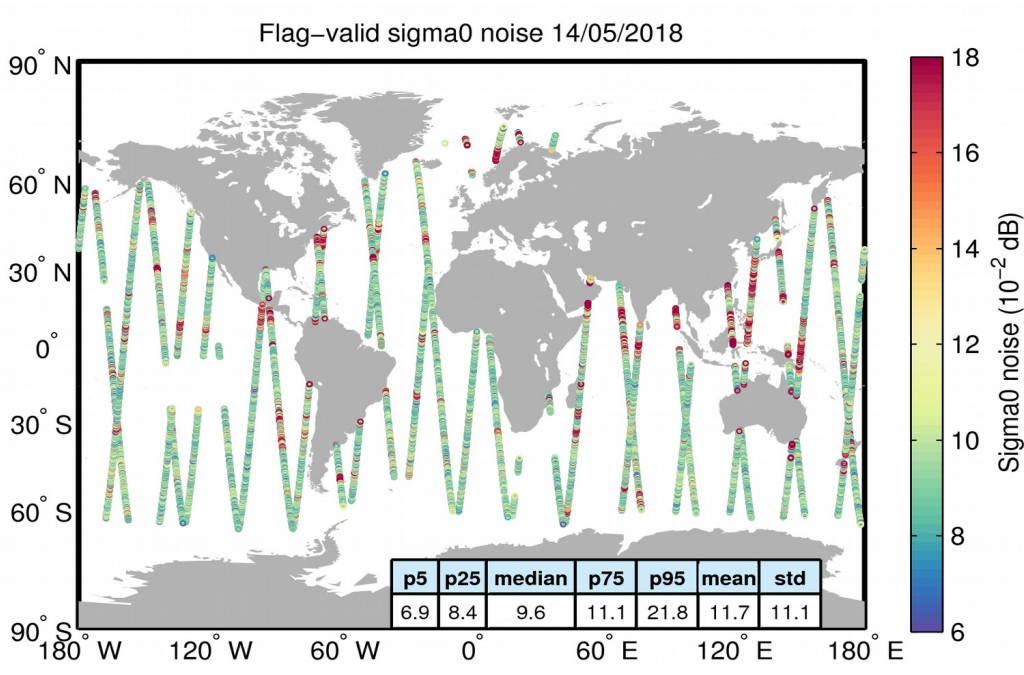 Flag−valid sigma0 noise 14/05/2018
90° N
60° N
30° N
0°
30° S
60° S
90° S
180° W
120° W
60° W
0°
60° E
120° E
180° E
p5 p25 median p75 p95 mean std
6.9 8.4 9.6 11.1 21.8 11.7 11.1
18
16
14
12
10
8
6
Sigma0 noise (10−2 dB)